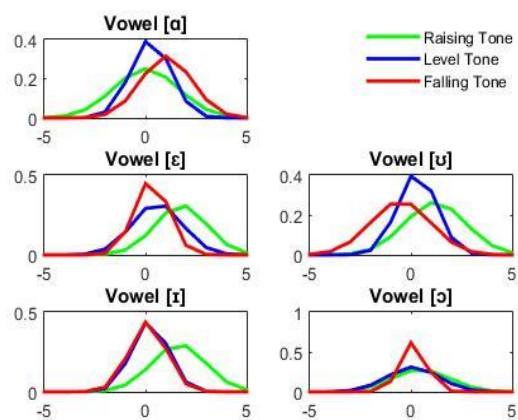 Vowel [ɑ]
0.4
0.2
0
-5 0 5
Raising Tone
Level Tone
Falling Tone
Vowel [ɛ]
0.5
0
-5 0 5
Vowel [ʊ]
0.4
0.2
0
-5 0 5
Vowel [ɪ]
0.5
0
-5 0 5
Vowel [ɔ]
1
0.5
0
-5 0 5